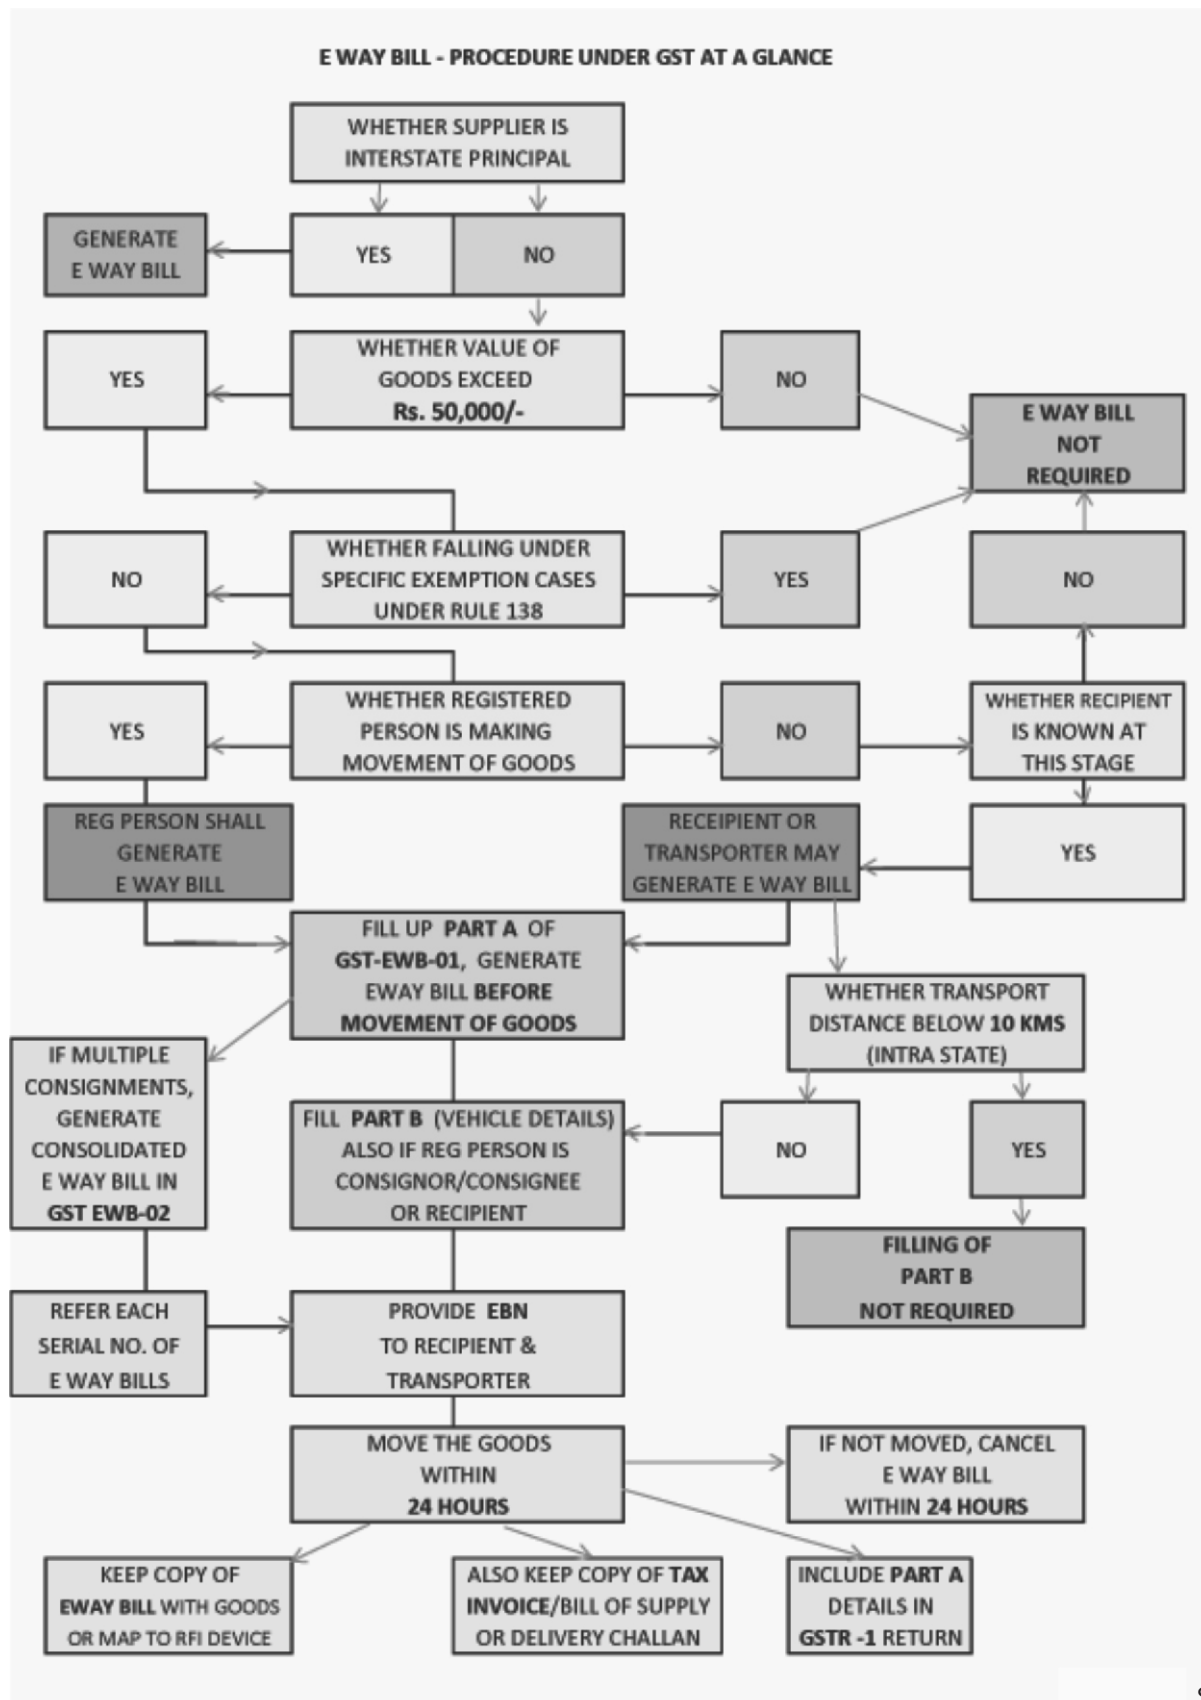 E WAY BILL - PROCEDURE UNDER GST AT A GLANCE
WHETHER SUPPLIER IS
INTERSTATE PRINCIPAL
GENERATE
E WAY BILL
YES
NO
YES
WHETHER VALUE OF
GOODS EXCEED
Rs. 50,000/-
NO
E WAY BILL
NOT
REQUIRED
NO
WHETHER FALLING UNDER
SPECIFIC EXEMPTION CASES
UNDER RULE 138
YES
NO
YES
WHETHER REGISTERED
PERSON IS MAKING
MOVEMENT OF GOODS
NO
WHETHER RECIPIENT
IS KNOWN AT
THIS STAGE
REG PERSON SHALL
GENERATE
E WAY BILL
RECEIPIENT OR
TRANSPORTER MAY
GENERATE E WAY BILL
YES
FILL UP PART A OF
GST-EWB-01, GENERATE
EWAY BILL BEFORE
MOVEMENT OF GOODS
WHETHER TRANSPORT
DISTANCE BELOW 10 KMS
(INTRA STATE)
IF MULTIPLE
CONSIGNMENTS,
GENERATE
CONSOLIDATED
E WAY BILL IN
GST EWB-02
FILL PART B (VEHICLE DETAILS)
ALSO IF REG PERSON IS
CONSIGNOR/CONSIGNEE
OR RECIPIENT
NO
YES
FILLING OF
PART B
NOT REQUIRED
REFER EACH
SERIAL NO. OF
E WAY BILLS
PROVIDE EBN
TO RECIPIENT &
TRANSPORTER
MOVE THE GOODS
WITHIN
24 HOURS
IF NOT MOVED, CANCEL
E WAY BILL
WITHIN 24 HOURS
KEEP COPY OF
EWAY BILL WITH GOODS
OR MAP TO RFI DEVICE
ALSO KEEP COPY OF TAX
INVOICE/BILL OF SUPPLY
OR DELIVERY CHALLAN
INCLUDE PART A
DETAILS IN
GSTR -1 RETURN